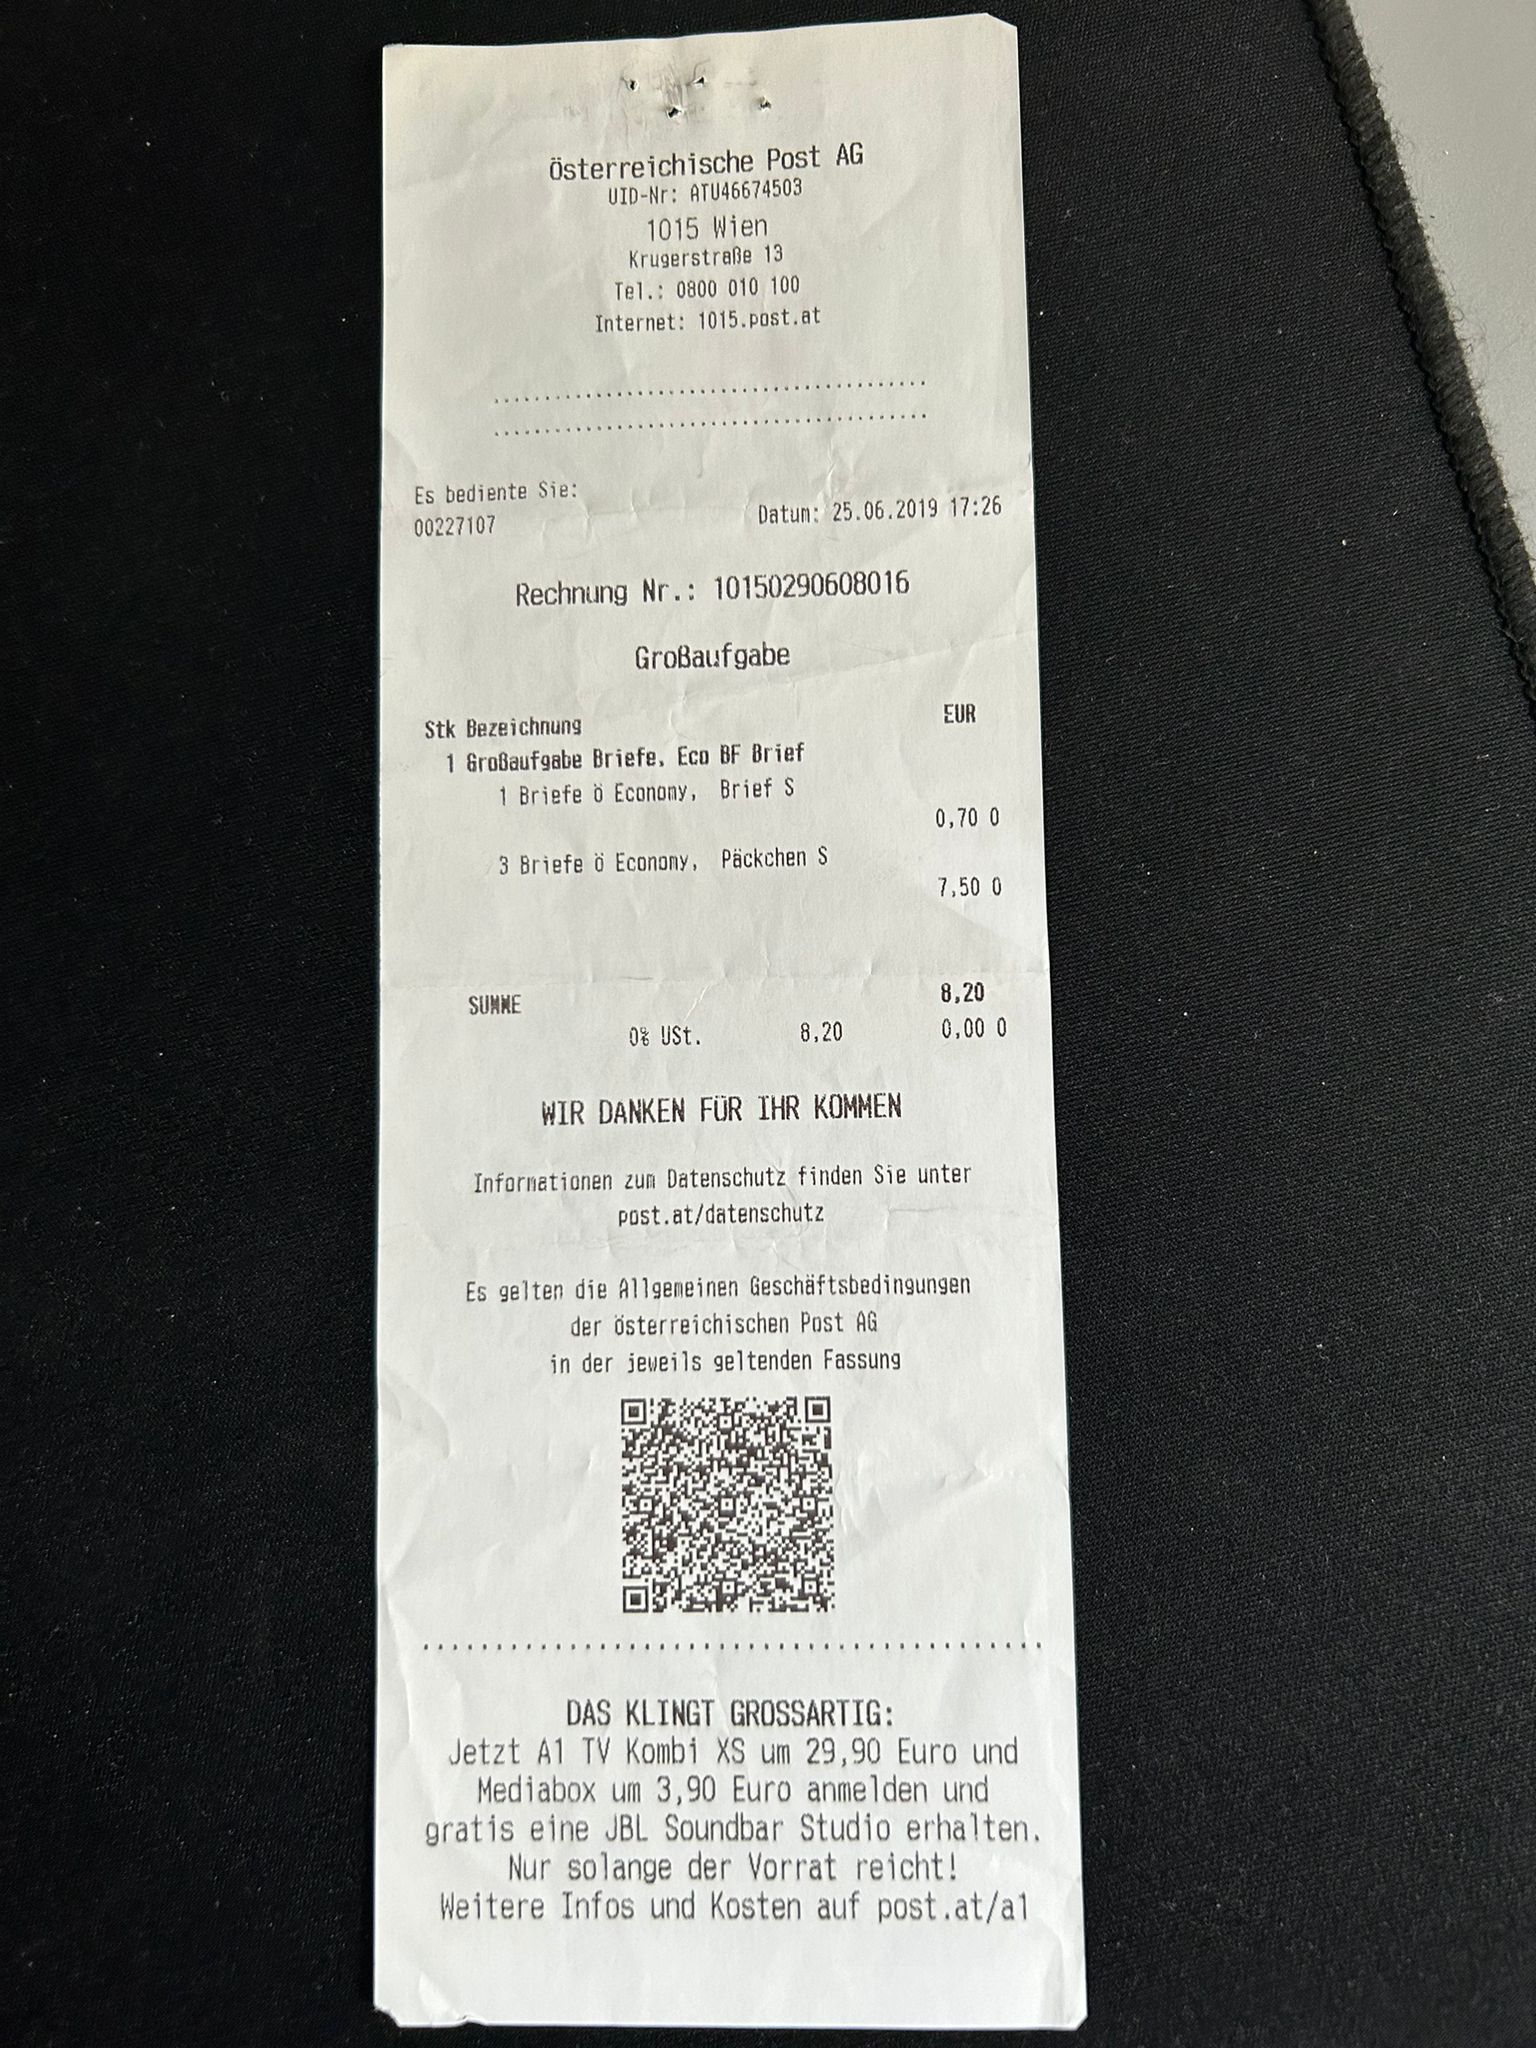 Österreichische Post AG
UID-Nr: ATU46674503
1015 Wien
Krugerstraße 13
Tel.: 0800 010 100
Internet: 1015.post.at
Es bediente Sie:
00227107 Datum: 25.06.2019 17:26
Rechnung Nr.: 10150290608016
Großaufgabe
Stk Bezeichnung EUR
1 Großaufgabe Briefe, Eco BF Brief
1 Briefe ö Economy, Brief S
0,70 0
3 Briefe ö Economy, Päckchen S
7,50 0
SUMME 8,20
0% USt. 8,20 0,00 0
WIR DANKEN FÜR IHR KOMMEN
Informationen zum Datenschutz finden Sie unter
post.at/datenschutz
Es gelten die Allgemeinen Geschäftsbedingungen
der österreichischen Post AG
in der jeweils geltenden Fassung
DAS KLINGT GROSSARTIG:
Jetzt A1 TV Kombi XS um 29,90 Euro und
Mediabox um 3,90 Euro anmelden und
gratis eine JBL Soundbar Studio erhalten.
Nur solange der Vorrat reicht!
Weitere Infos und Kosten auf post.at/a1